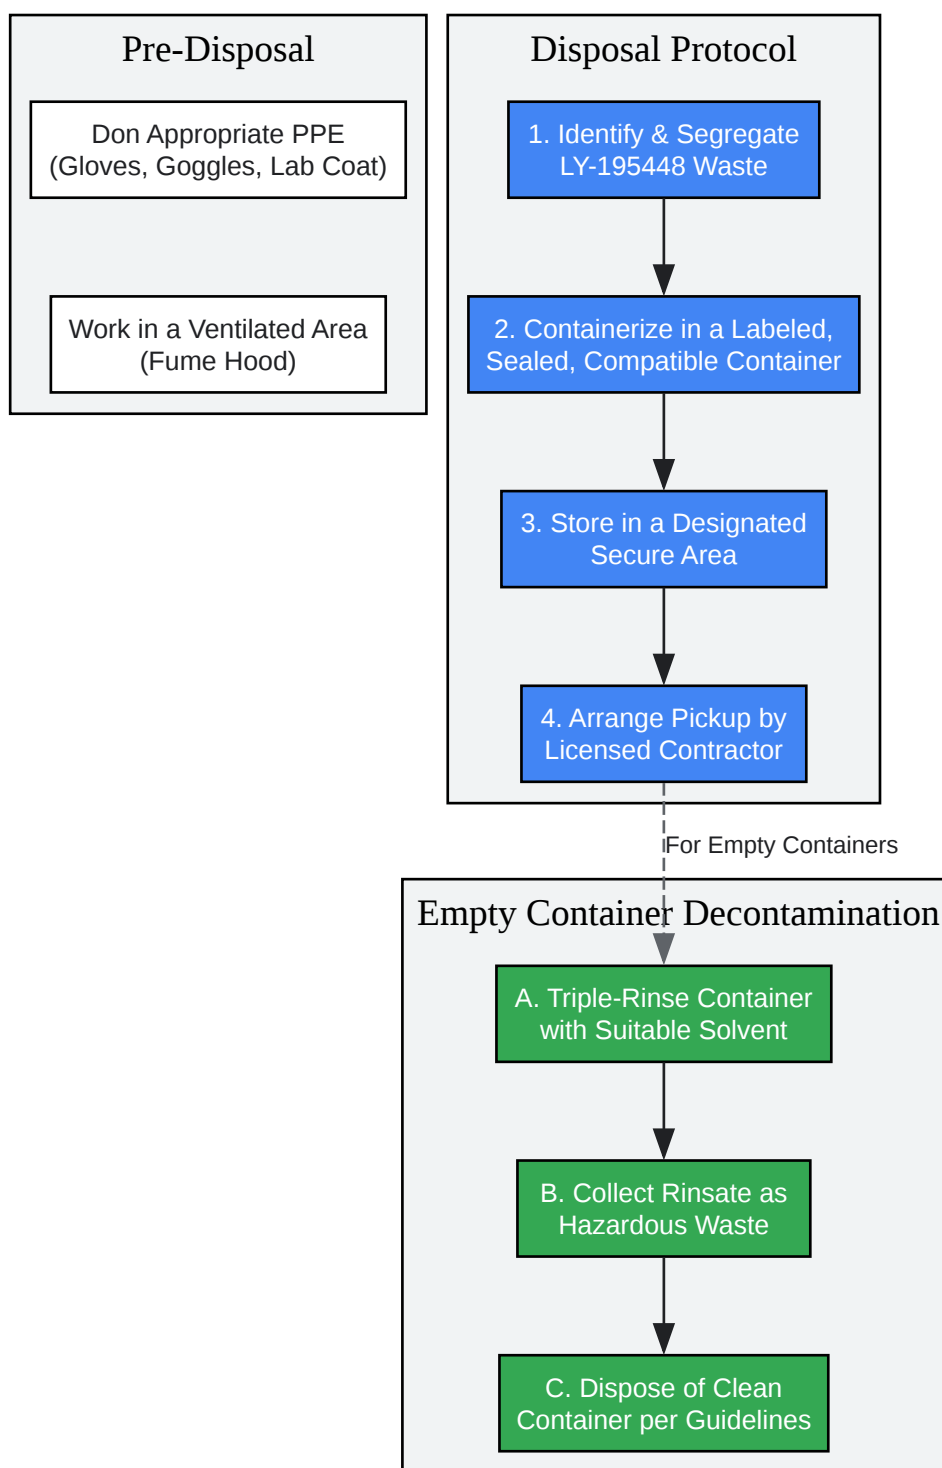 Pre-Disposal
Don Appropriate PPE
(Gloves, Goggles, Lab Coat)
Work in a Ventilated Area
(Fume Hood)
Disposal Protocol
1. Identify & Segregate
LY-195448 Waste
2. Containerize in a Labeled,
Sealed, Compatible Container
3. Store in a Designated
Secure Area
4. Arrange Pickup by
Licensed Contractor
For Empty Containers
Empty Container Decontamination
A. Triple-Rinse Container
with Suitable Solvent
B. Collect Rinsate as
Hazardous Waste
C. Dispose of Clean
Container per Guidelines